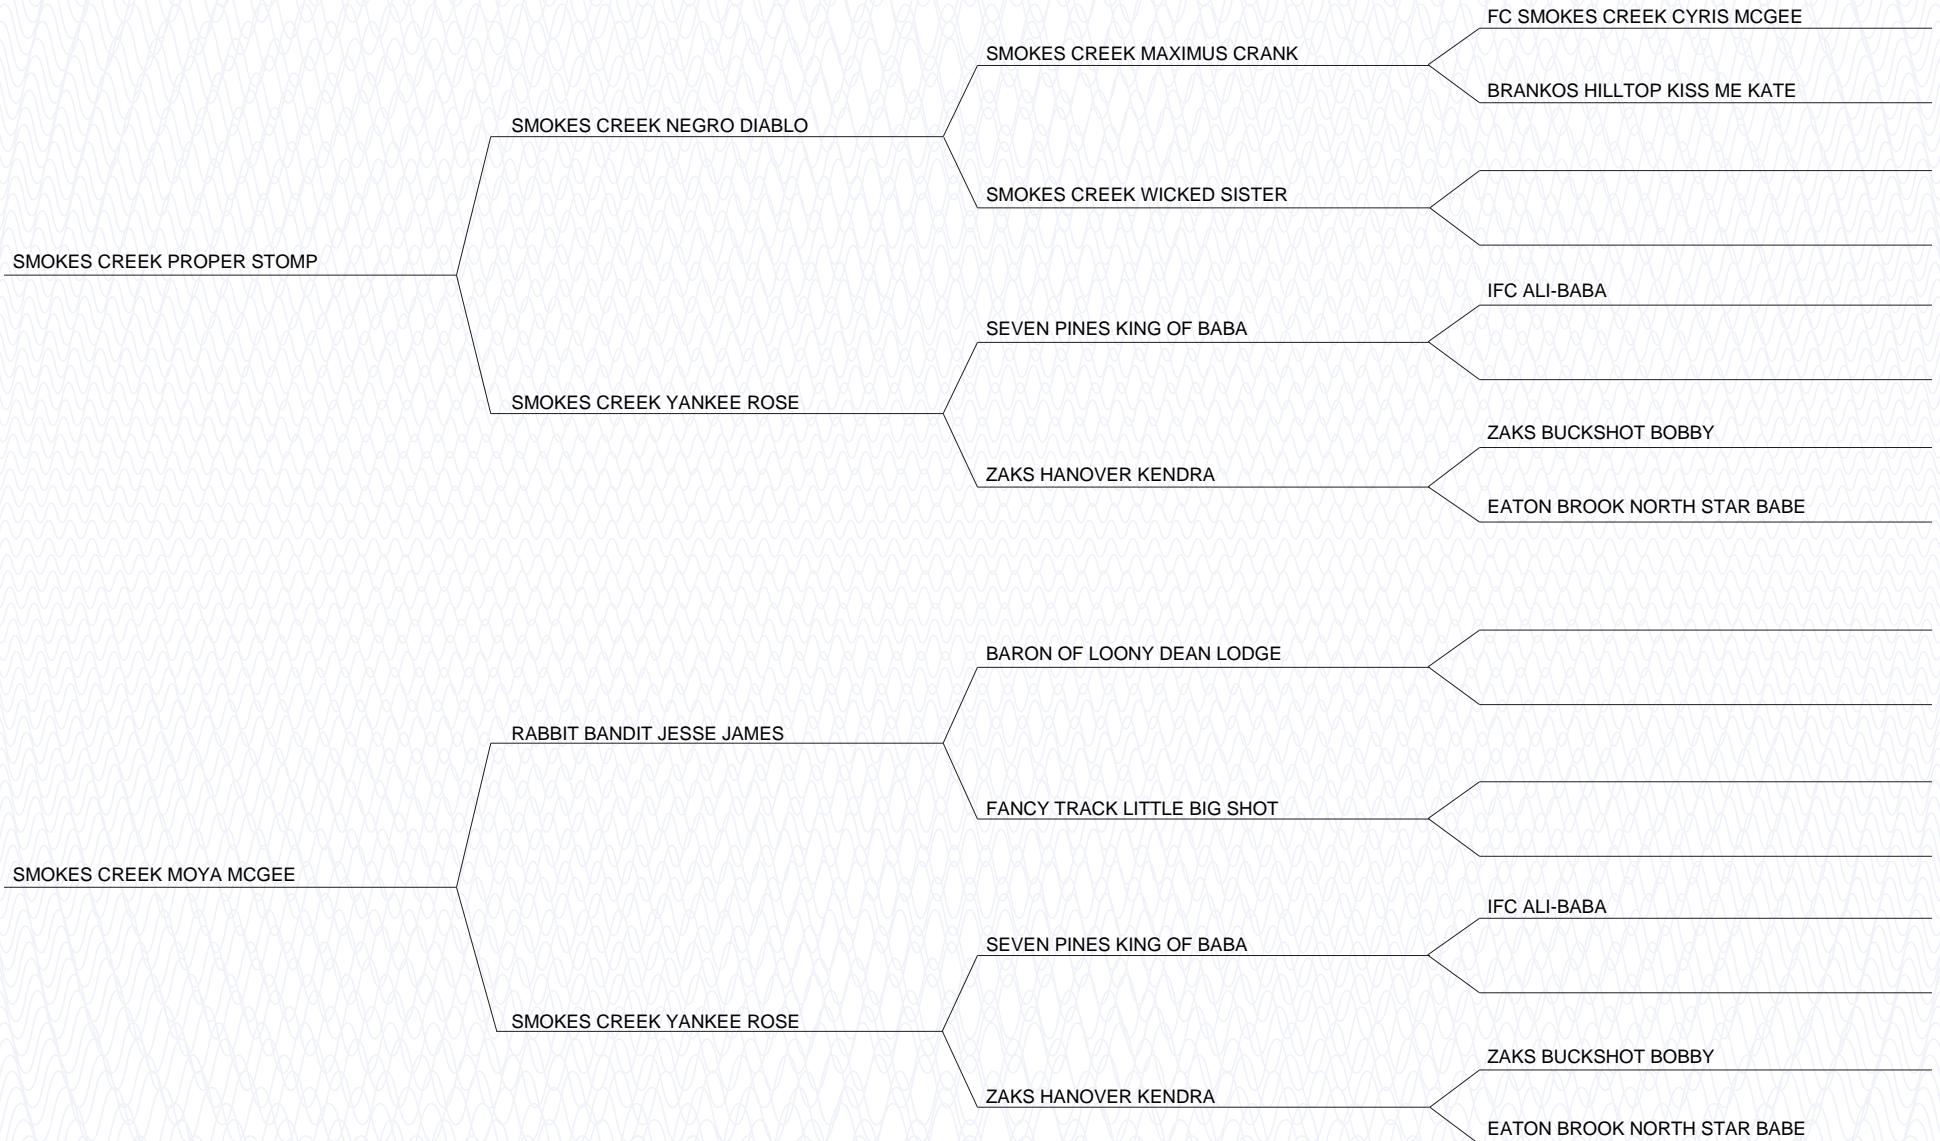 FC SMOKES CREEK CYRIS MCGEE
SMOKES CREEK MAXIMUS CRANK
BRANKOS HILLTOP KISS ME KATE
SMOKES CREEK NEGRO DIABLO
SMOKES CREEK WICKED SISTER
SMOKES CREEK PROPER STOMP
IFC ALI-BABA
SEVEN PINES KING OF BABA
SMOKES CREEK YANKEE ROSE
ZAKS BUCKSHOT BOBBY
ZAKS HANOVER KENDRA
EATON BROOK NORTH STAR BABE
BARON OF LOONY DEAN LODGE
RABBIT BANDIT JESSE JAMES
FANCY TRACK LITTLE BIG SHOT
SMOKES CREEK MOYA MCGEE
IFC ALI-BABA
SEVEN PINES KING OF BABA
SMOKES CREEK YANKEE ROSE
ZAKS BUCKSHOT BOBBY
ZAKS HANOVER KENDRA
EATON BROOK NORTH STAR BABE